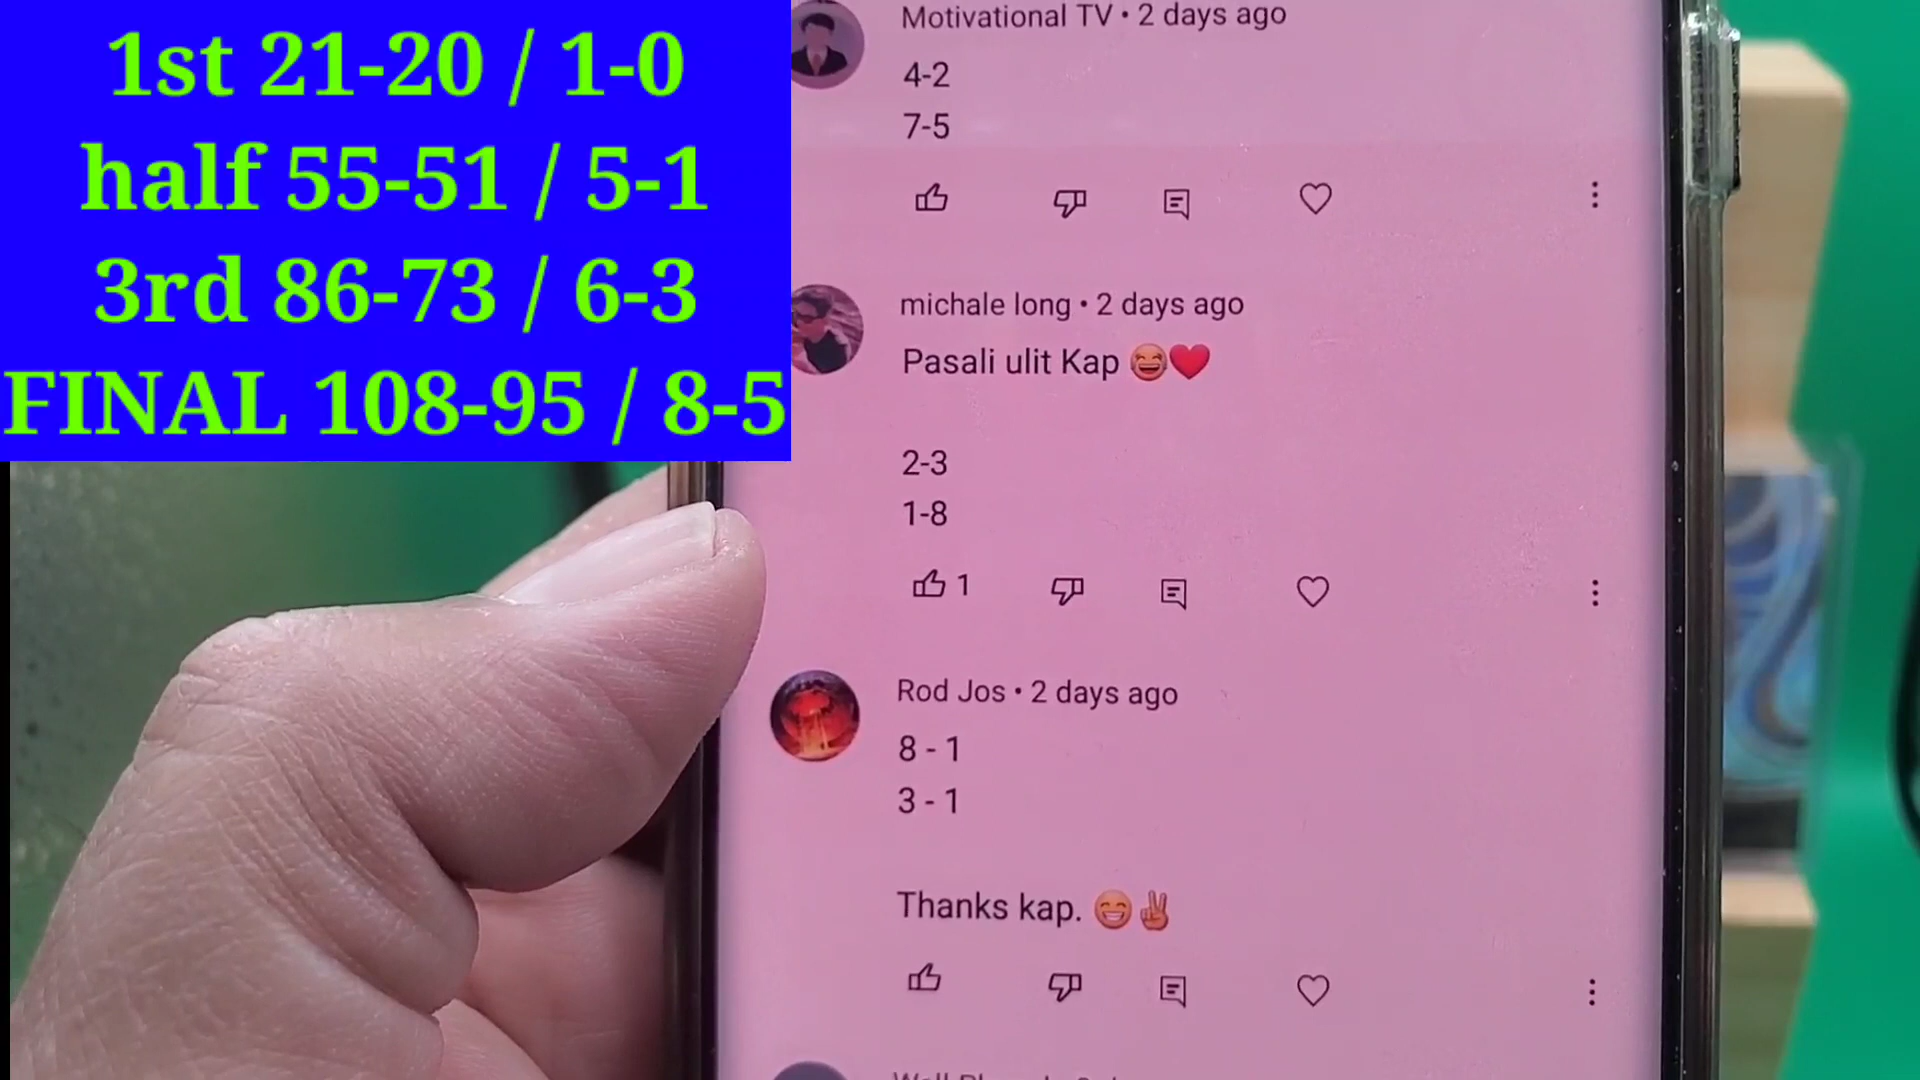 1st 21-20 / 1-0
half 55-51 / 5-1
3rd 86-73 / 6-3
FINAL 108-95 / 8-5
Motivational TV • 2 days ago
4-2
7-5
michale long • 2 days ago
Pasali ulit Kap 😂❤️
2-3
1-8
1
Rod Jos • 2 days ago
8 - 1
3 - 1
Thanks kap. 😁✌️